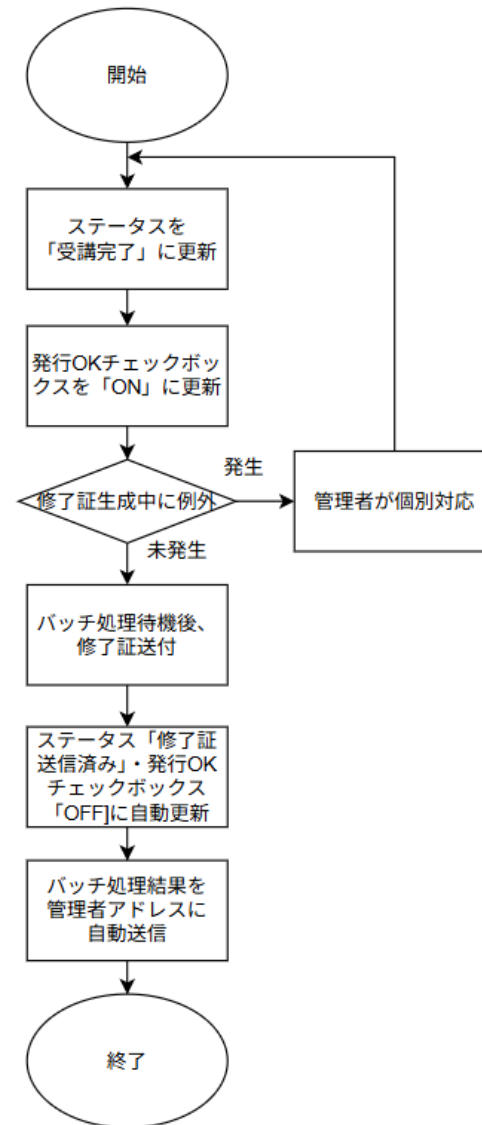 開始
ステータスを
「受講完了」に更新
発行OKチェックボッ
クスを「ON」に更新
発生
修了証生成中に例外
管理者が個別対応
未発生
バッチ処理待機後、
修了証送付
ステータス「修了証
送信済み」・発行OK
チェックボックス
「OFF]に自動更新
バッチ処理結果を
管理者アドレスに
自動送信
終了